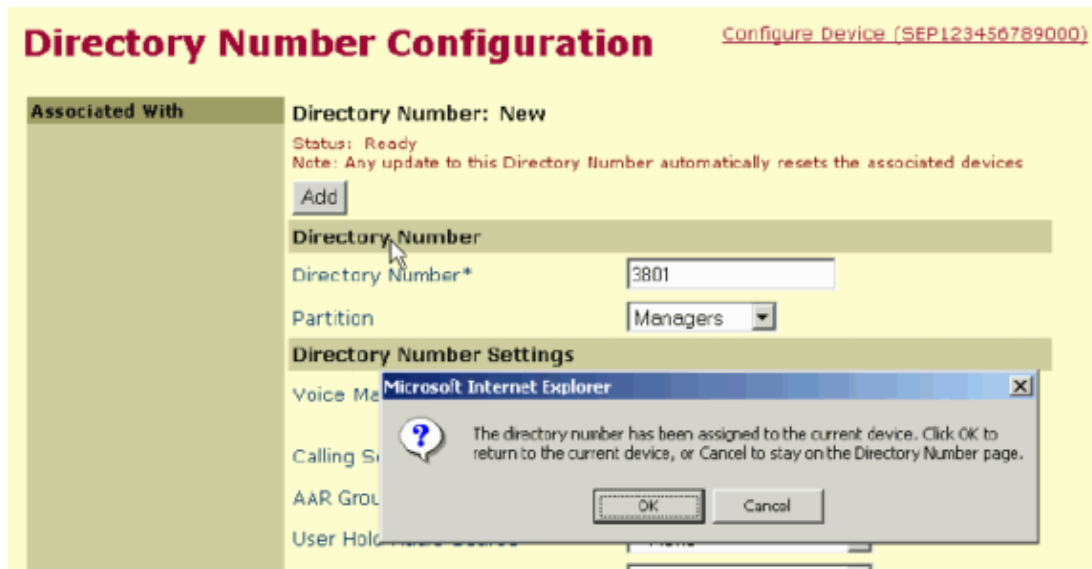 Directory Number Configuration
Configure Device (SEP123456789000)
Associated With
Directory Number: New
Status: Ready
Note: Any update to this Directory Number automatically resets the associated devices
Add
Directory Number
Directory Number*
3801
Partition
Managers
Directory Number Settings
Voice Ma
Microsoft Internet Explorer
The directory number has been assigned to the current device. Click OK to
return to the current device, or Cancel to stay on the Directory Number page.
Calling Se
AAR Grou
OK
Cancel
User Hold